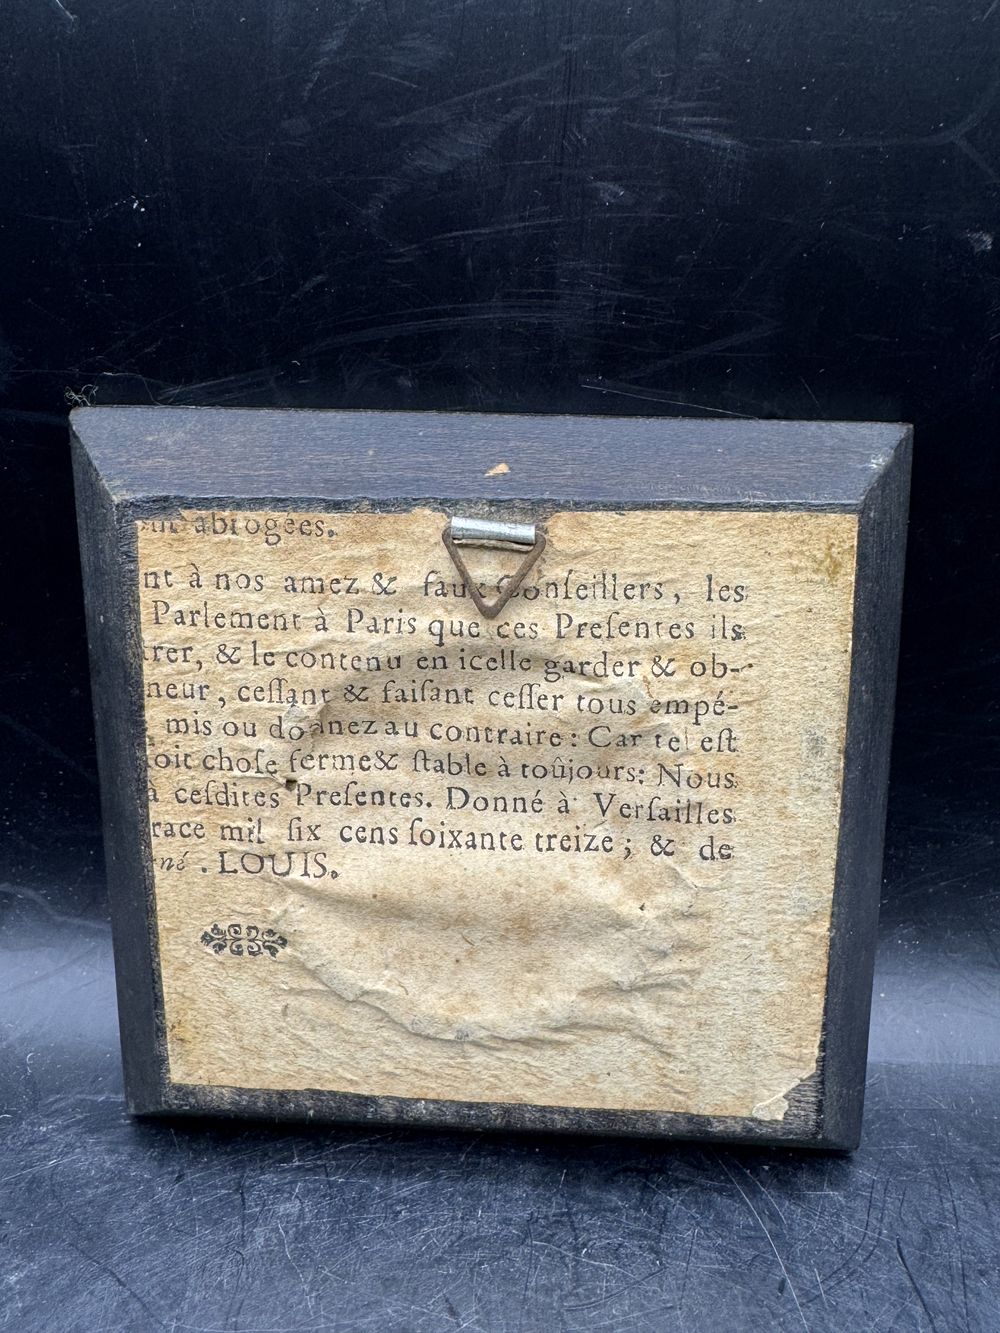 abrogées.
nt à nos amez & faux Conſeillers, les
Parlement à Paris que ces Preſentes ils
rer, & le contenu en icelle garder & ob-
neur, ceſſant & faiſant ceſſer tous empé-
mis ou donnez au contraire : Car tel eſt
oit choſe ferme & ſtable à toûjours: Nous
à ceſdites Preſentes. Donné à Verſailles
race mil ſix cens ſoixante treize ; & de
né . LOUIS.